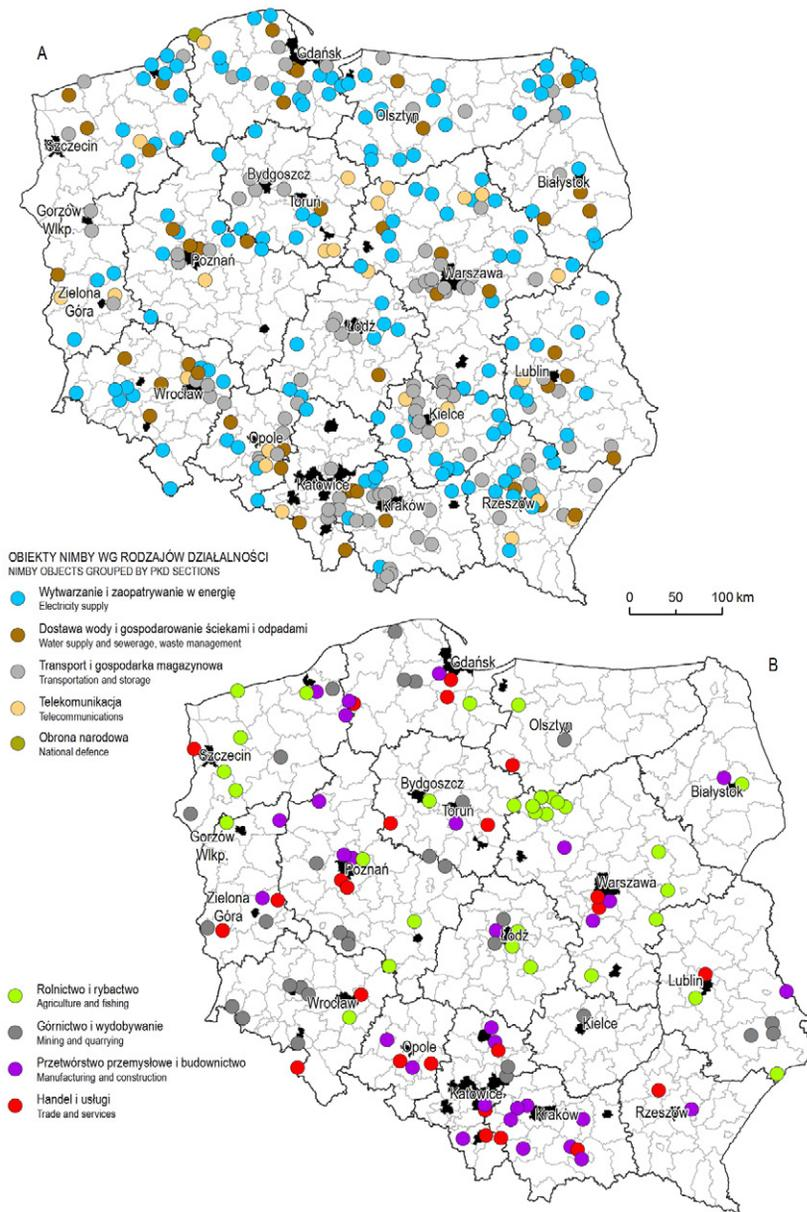 A
Gdańsk
Olsztyn
Szczecin
Bydgoszcz
Toruń
Białystok
Gorzów
Wlkp.
Poznań
Warszawa
Zielona
Góra
Łódź
Lublin
Wrocław
Kielce
Opole
Katowice
Kraków
Rzeszów
OBIEKTY NIMBY WG RODZAJÓW DZIAŁALNOŚCI
NIMBY OBJECTS GROUPED BY PKD SECTIONS
Wytwarzanie i zaopatrywanie w energię
Electricity supply
Dostawa wody i gospodarowanie ściekami i odpadami
Water supply and sewerage, waste management
Transport i gospodarka magazynowa
Transportation and storage
Telekomunikacja
Telecommunications
Obrona narodowa
National defence
0 50 100 km
B
Gdańsk
Olsztyn
Szczecin
Bydgoszcz
Toruń
Białystok
Gorzów
Wlkp.
Poznań
Warszawa
Zielona
Góra
Łódź
Lublin
Wrocław
Kielce
Opole
Katowice
Kraków
Rzeszów
Rolnictwo i rybactwo
Agriculture and fishing
Górnictwo i wydobywanie
Mining and quarrying
Przetwórstwo przemysłowe i budownictwo
Manufacturing and construction
Handel i usługi
Trade and services